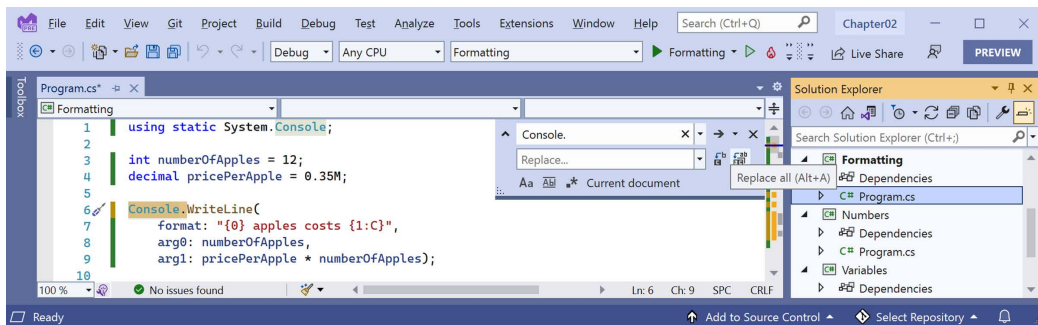 File Edit View Git Project Build Debug Test Analyze Tools Extensions Window Help Search (Ctrl+Q) Chapter02
Debug Any CPU Formatting Formatting Live Share PREVIEW
Toolbox
Program.cs*
Formatting
1 using static System.Console;
2
3 int numberOfApples = 12;
4 decimal pricePerApple = 0.35M;
5
6 Console.WriteLine(
7 format: "{0} apples costs {1:C}",
8 arg0: numberOfApples,
9 arg1: pricePerApple * numberOfApples);
10
Console.
Replace...
Aa Ab .* Current document
Replace all (Alt+A)
100 % No issues found Ln: 6 Ch: 9 SPC CRLF
Solution Explorer
Search Solution Explorer (Ctrl+;)
C# Formatting
Dependencies
C# Program.cs
C# Numbers
Dependencies
C# Program.cs
C# Variables
Dependencies
Ready Add to Source Control Select Repository